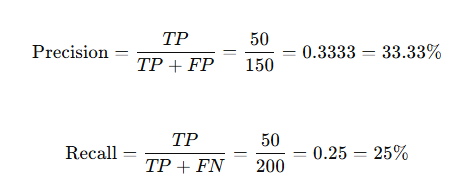 Precision = TP / (TP + FP) = 50 / 150 = 0.3333 = 33.33%
Recall = TP / (TP + FN) = 50 / 200 = 0.25 = 25%